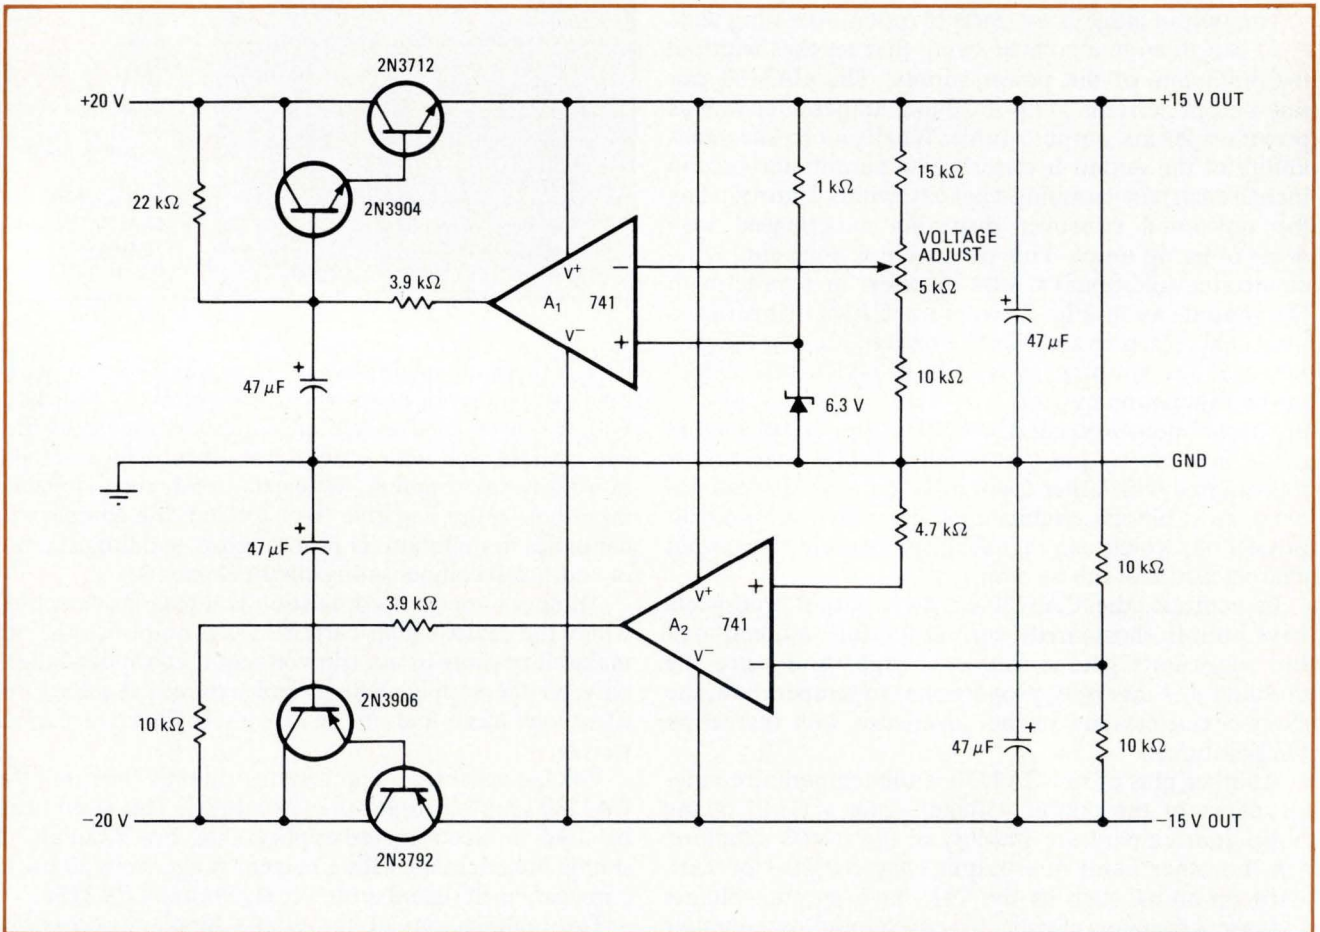 2N3712
+20 V
+15 V OUT
22 kΩ
2N3904
1 kΩ
15 kΩ
VOLTAGE
ADJUST
5 kΩ
3.9 kΩ
V+
A1
741
V−
−
+
+
47 μF
+
47 μF
10 kΩ
6.3 V
GND
+
47 μF
4.7 kΩ
3.9 kΩ
V+
A2
741
V−
+
−
10 kΩ
2N3906
10 kΩ
+
47 μF
10 kΩ
−20 V
−15 V OUT
2N3792